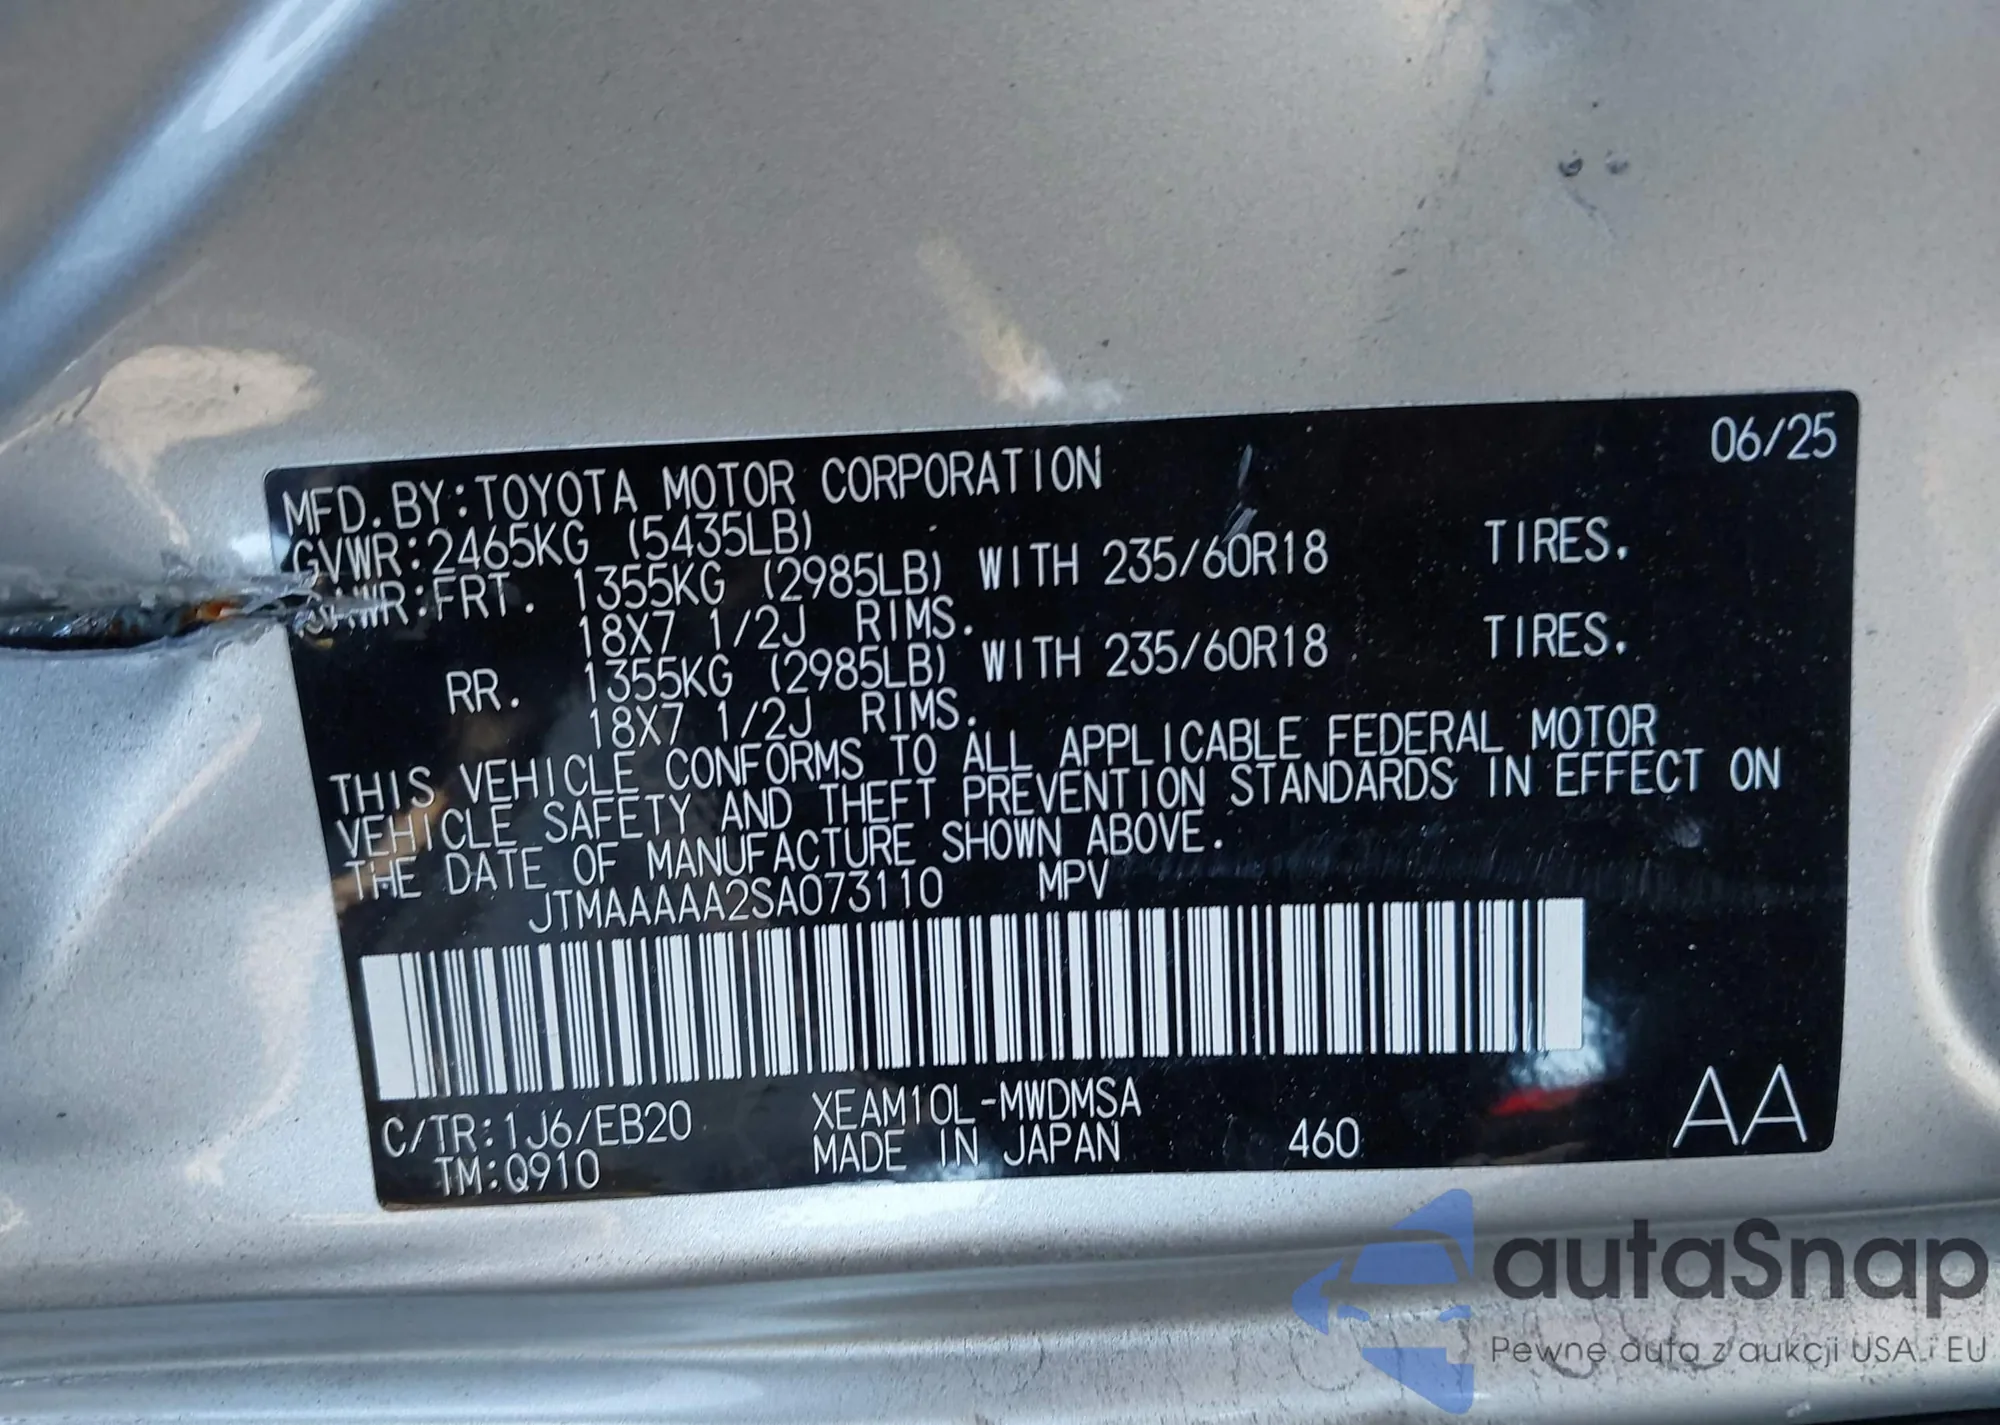 06/25
MFD.BY:TOYOTA MOTOR CORPORATION
GVWR:2465KG (5435LB)
GAWR:FRT. 1355KG (2985LB) WITH 235/60R18 TIRES.
18X7 1/2J RIMS.
RR. 1355KG (2985LB) WITH 235/60R18 TIRES.
18X7 1/2J RIMS.
THIS VEHICLE CONFORMS TO ALL APPLICABLE FEDERAL MOTOR
VEHICLE SAFETY AND THEFT PREVENTION STANDARDS IN EFFECT ON
THE DATE OF MANUFACTURE SHOWN ABOVE.
JTMAAAAA2SA073110 MPV
C/TR:1J6/EB20 XEAM10L-MWDMSA
TM:Q910 MADE IN JAPAN 460 AA
autaSnap
Pewne auta z aukcji USA i EU